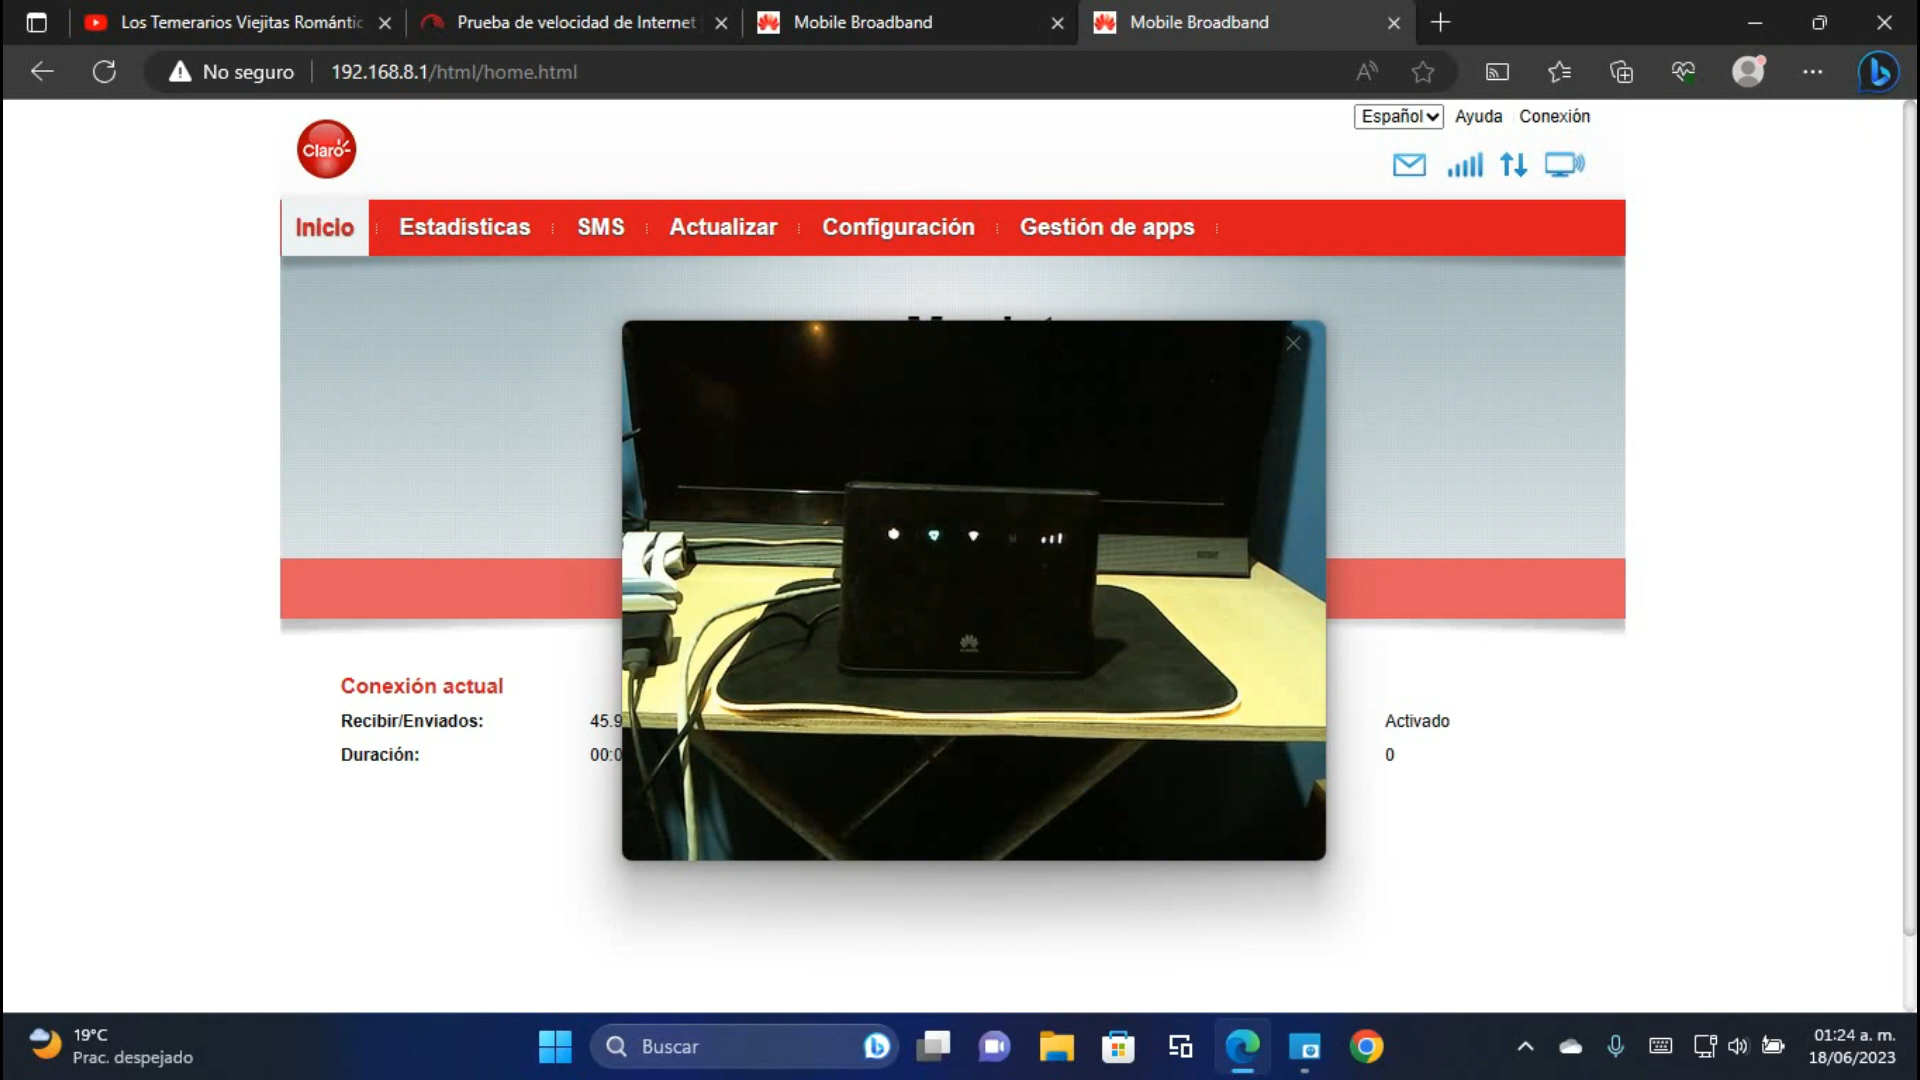 Los Temerarios Viejitas Romántic
Prueba de velocidad de Internet
Mobile Broadband
Mobile Broadband
No seguro
192.168.8.1/html/home.html
Español
Ayuda
Conexión
Claro
Inicio
Estadísticas
SMS
Actualizar
Configuración
Gestión de apps
Conexión actual
Recibir/Enviados:
45.9
Activado
Duración:
00:0
0
19°C
Prac. despejado
Buscar
01:24 a. m.
18/06/2023